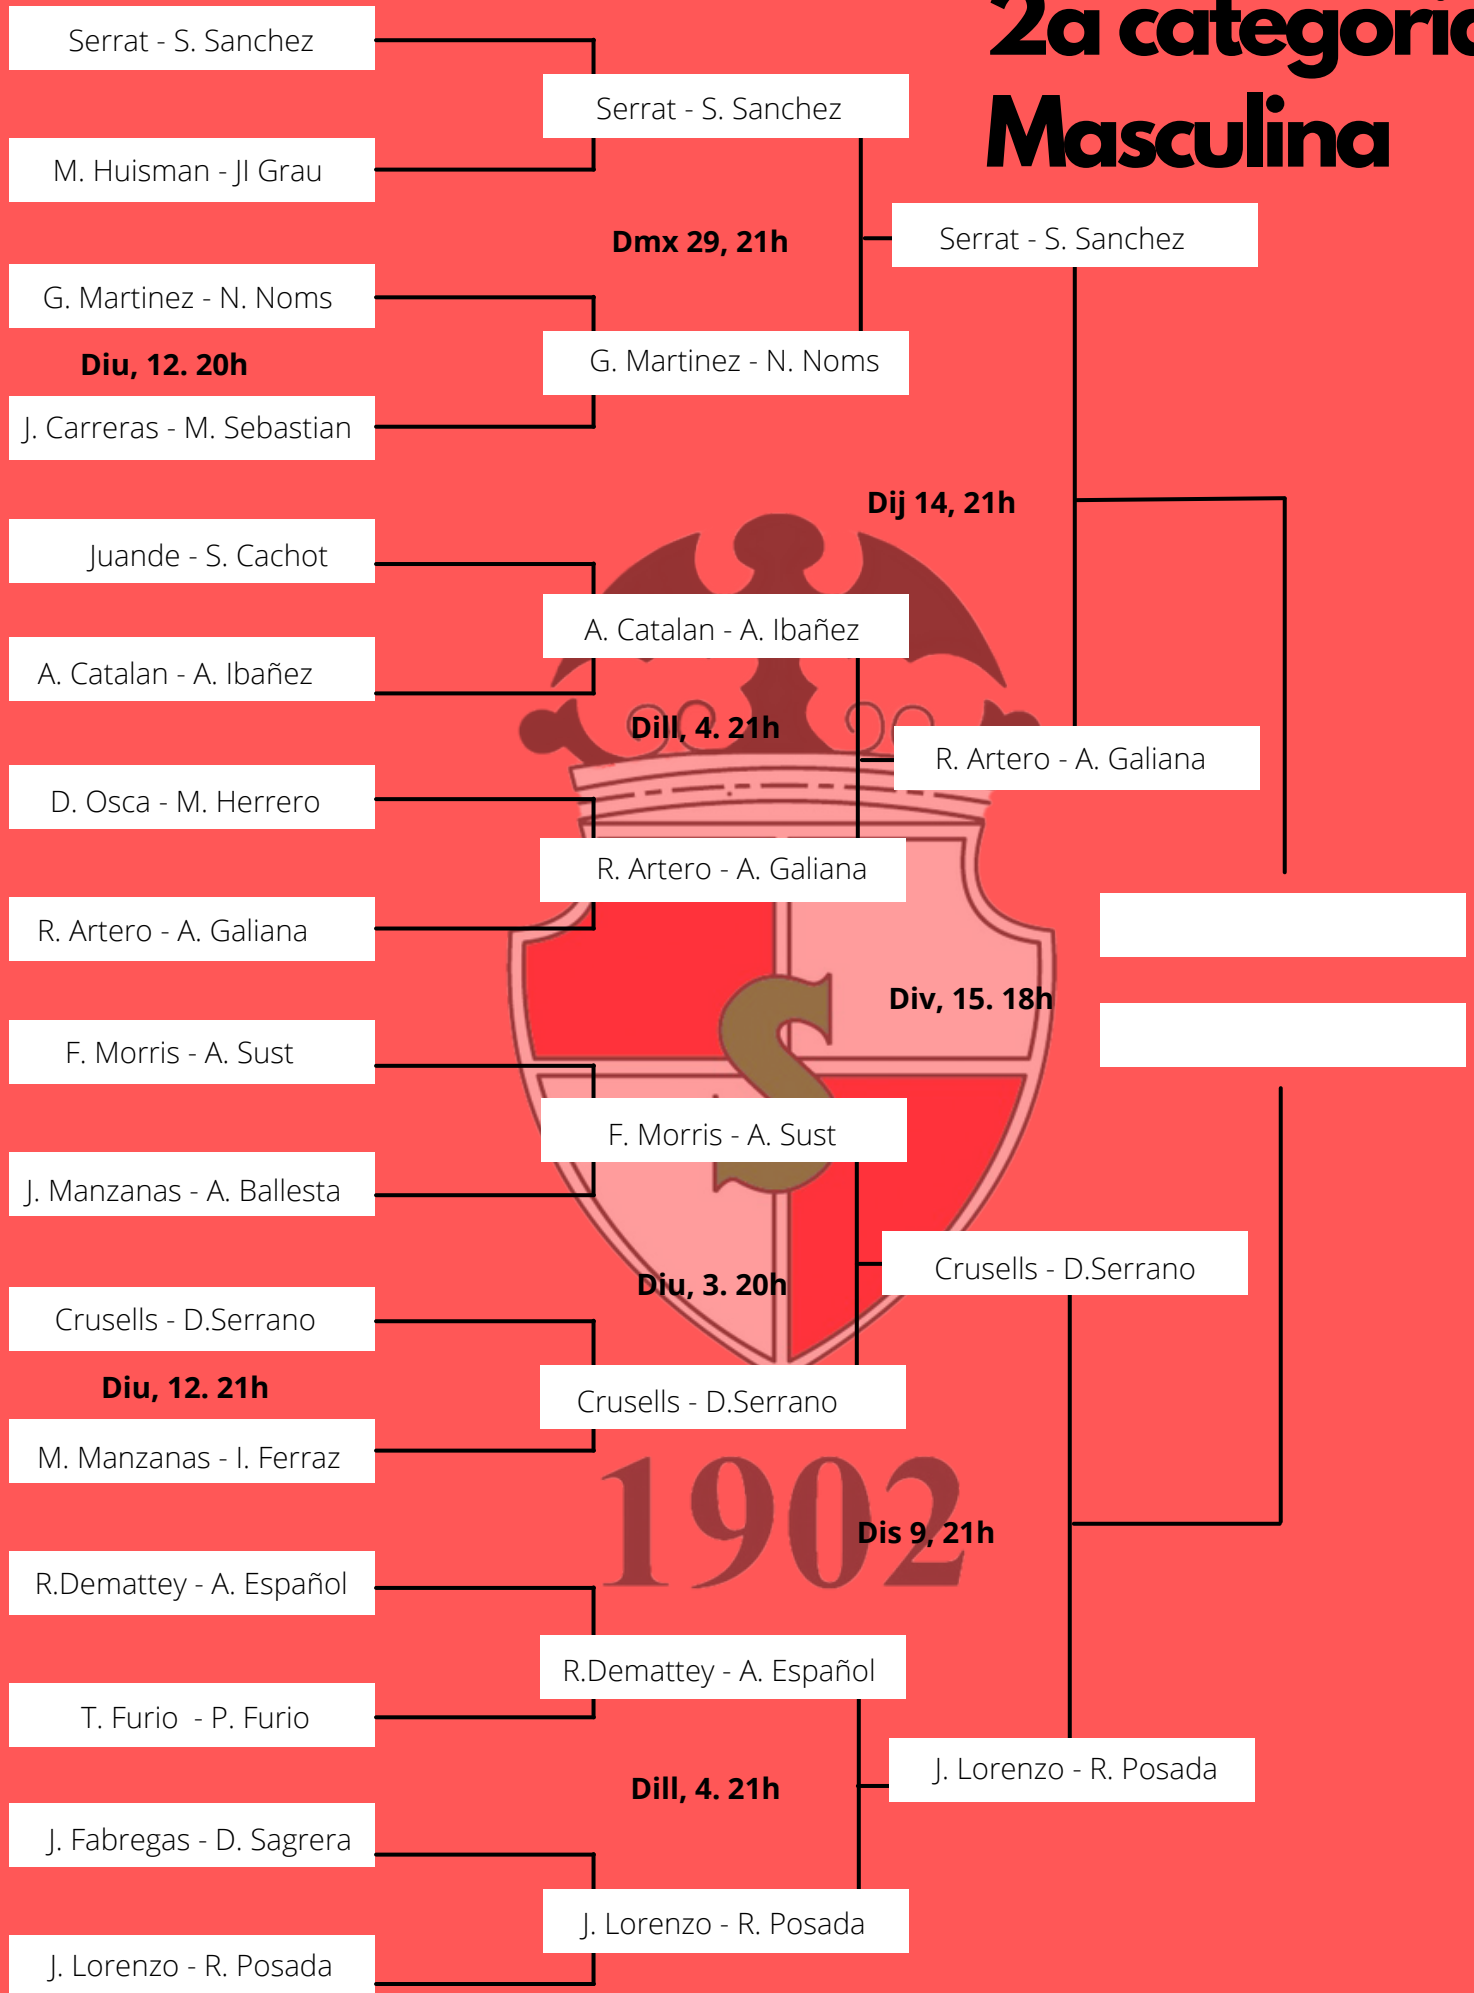 2a categoria
Masculina
Serrat - S. Sanchez
M. Huisman - JI Grau
G. Martinez - N. Noms
Diu, 12. 20h
J. Carreras - M. Sebastian
Juande - S. Cachot
A. Catalan - A. Ibañez
D. Osca - M. Herrero
R. Artero - A. Galiana
F. Morris - A. Sust
J. Manzanas - A. Ballesta
Crusells - D.Serrano
Diu, 12. 21h
M. Manzanas - I. Ferraz
R.Demattey - A. Español
T. Furio  - P. Furio
J. Fabregas - D. Sagrera
J. Lorenzo - R. Posada
Serrat - S. Sanchez
Dmx 29, 21h
G. Martinez - N. Noms
A. Catalan - A. Ibañez
Dill, 4. 21h
R. Artero - A. Galiana
F. Morris - A. Sust
Diu, 3. 20h
Crusells - D.Serrano
R.Demattey - A. Español
Dill, 4. 21h
J. Lorenzo - R. Posada
Serrat - S. Sanchez
Dij 14, 21h
R. Artero - A. Galiana
Div, 15. 18h
Crusells - D.Serrano
Dis 9, 21h
J. Lorenzo - R. Posada
S
1902